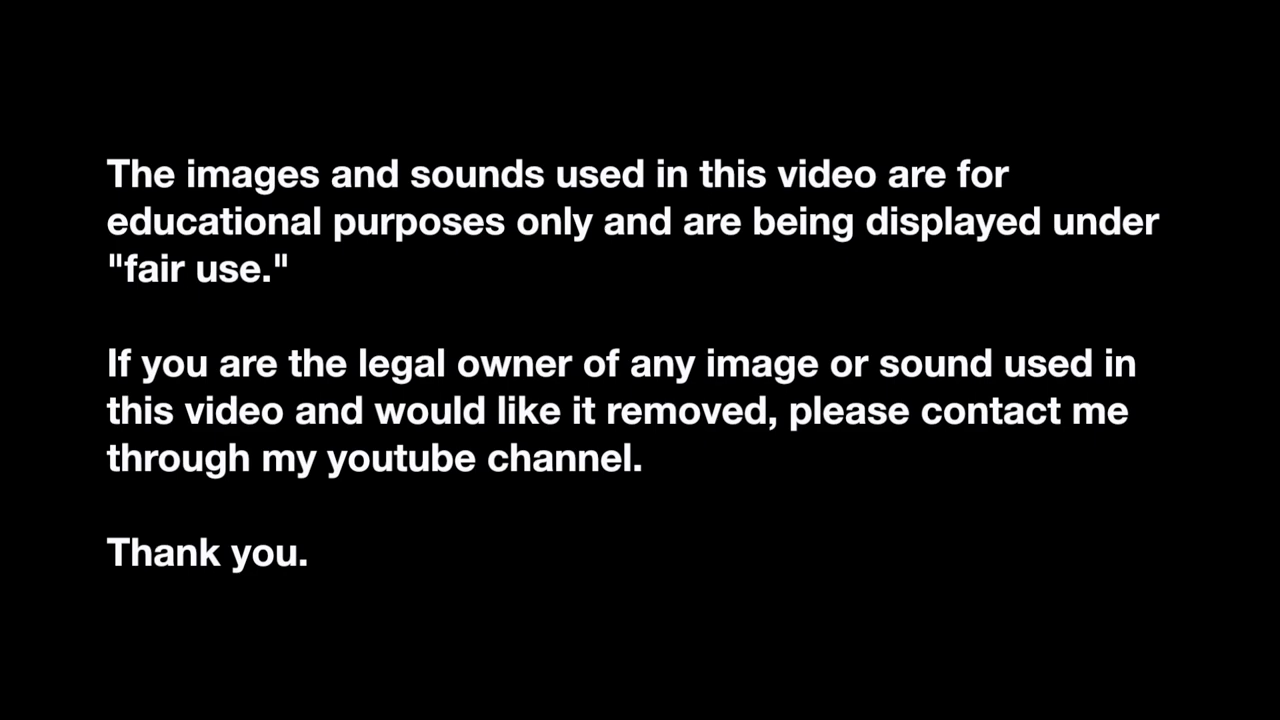 The images and sounds used in this video are for
educational purposes only and are being displayed under
"fair use."
If you are the legal owner of any image or sound used in
this video and would like it removed, please contact me
through my youtube channel.
Thank you.